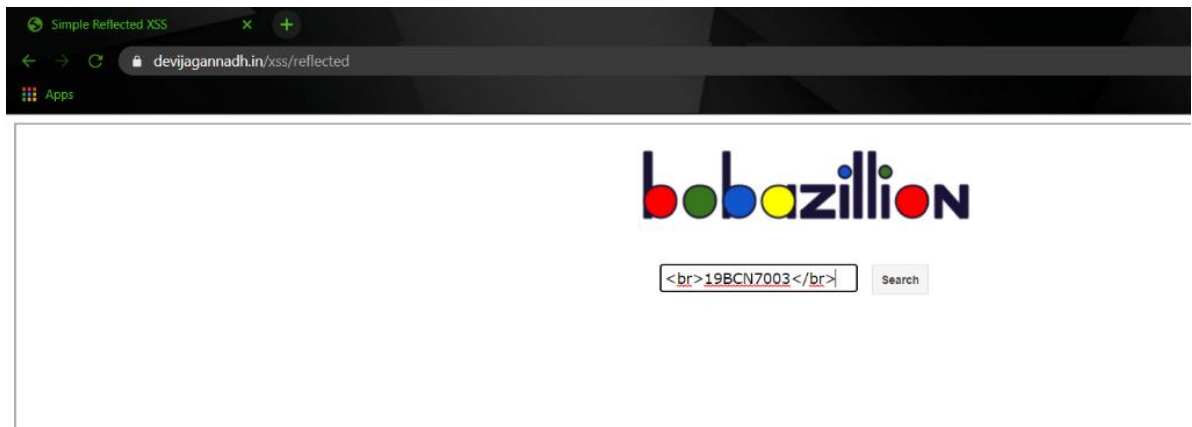 Simple Reflected XSS
devijagannadh.in/xss/reflected
Apps
bobazillioN
<br>19BCN7003</br> Search